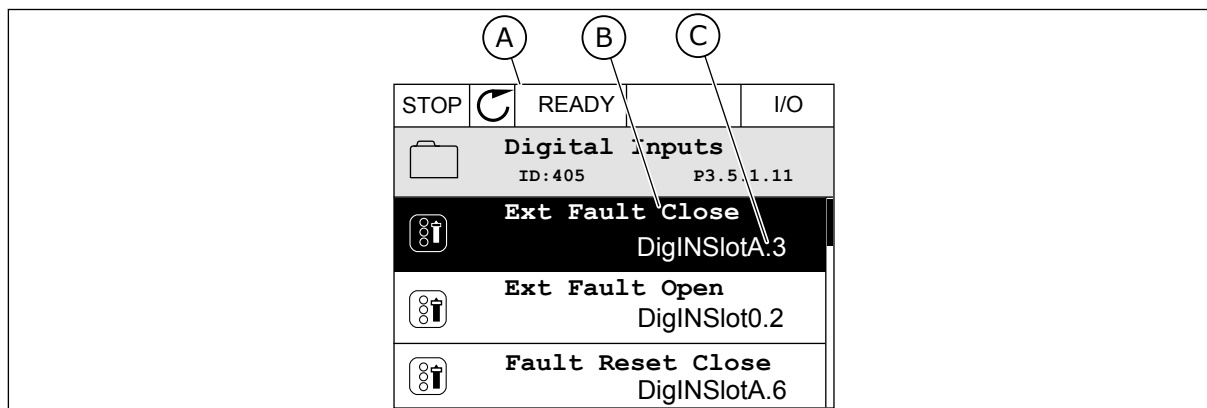 A B C
STOP READY I/O
Digital Inputs
ID:405 P3.5.1.11
Ext Fault Close
DigINSlotA.3
Ext Fault Open
DigINSlot0.2
Fault Reset Close
DigINSlotA.6